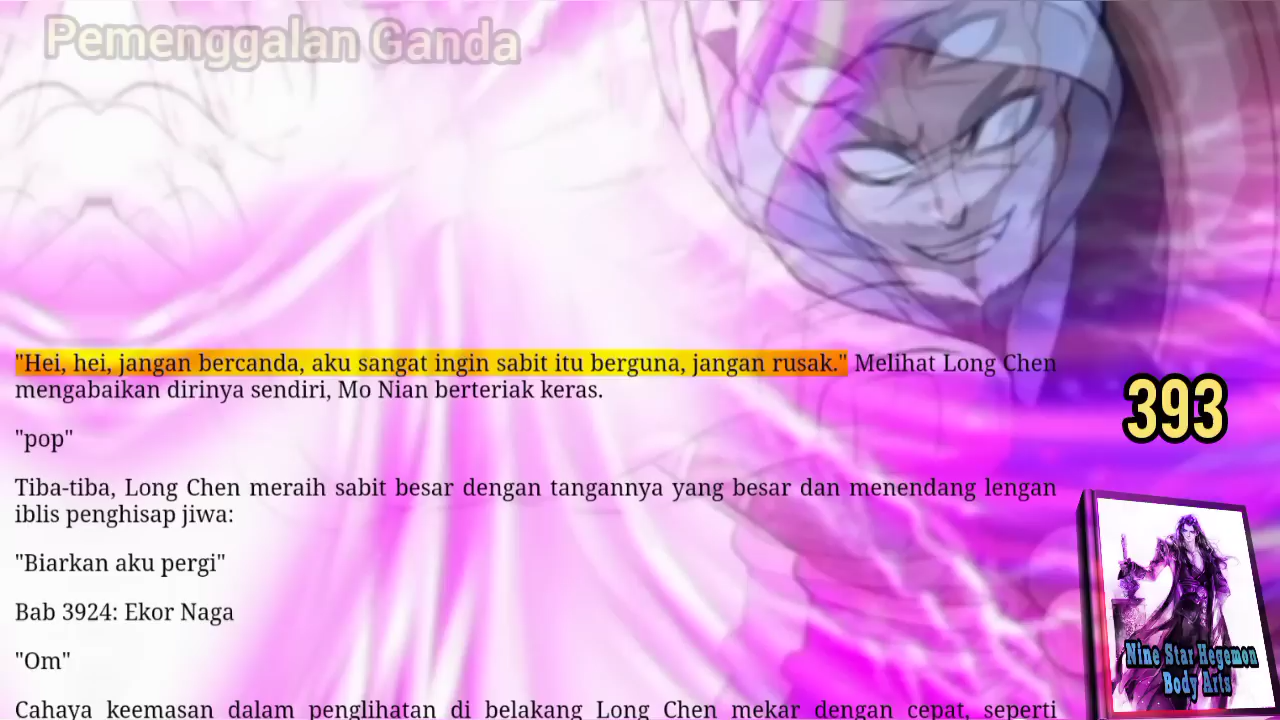 Pemenggalan Ganda
"Hei, hei, jangan bercanda, aku sangat ingin sabit itu berguna, jangan rusak." Melihat Long Chen
mengabaikan dirinya sendiri, Mo Nian berteriak keras.
"pop"
Tiba-tiba, Long Chen meraih sabit besar dengan tangannya yang besar dan menendang lengan
iblis penghisap jiwa:
"Biarkan aku pergi"
Bab 3924: Ekor Naga
"Om"
Cahaya keemasan dalam penglihatan di belakang Long Chen mekar dengan cepat, seperti
393
Nine Star Hegemon
Body Arts